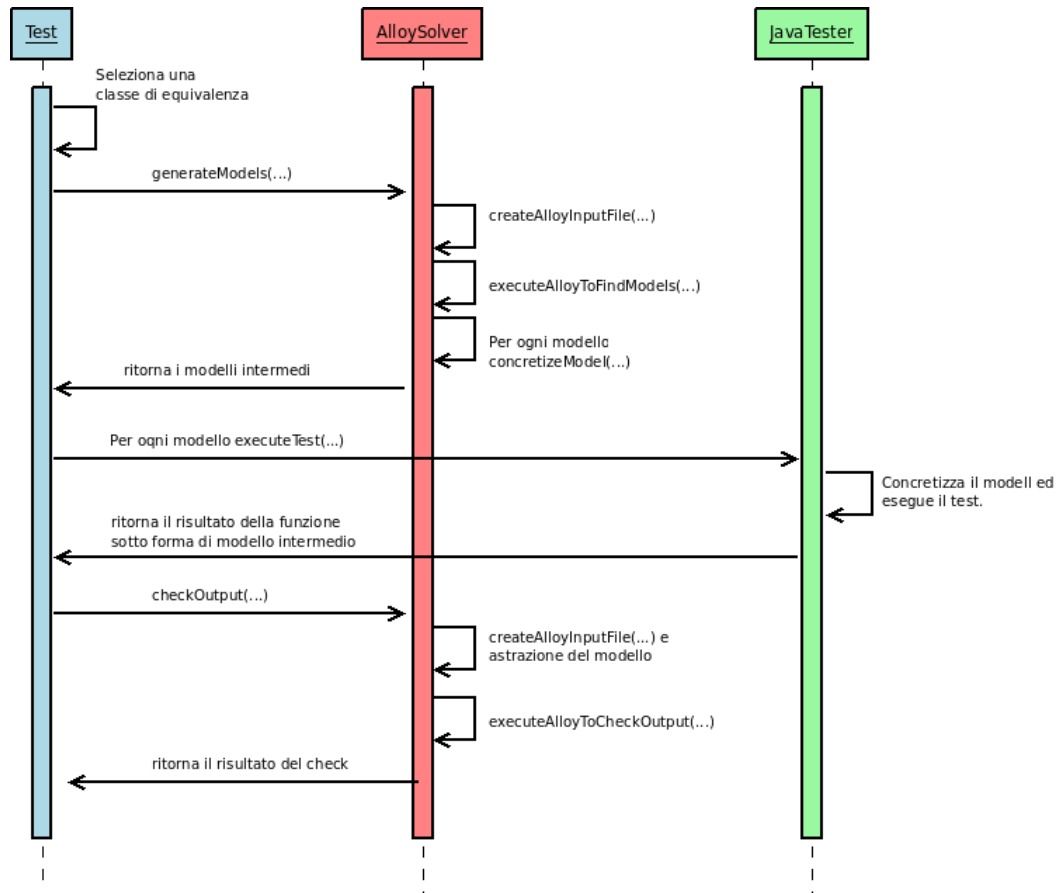 Test
AlloySolver
JavaTester
Seleziona una
classe di equivalenza
generateModels(...)
createAlloyInputFile(...)
executeAlloyToFindModels(...)
Per ogni modello
concretizeModel(...)
ritorna i modelli intermedi
Per ogni modello executeTest(...)
Concretizza il modell ed
esegue il test.
ritorna il risultato della funzione
sotto forma di modello intermedio
checkOutput(...)
createAlloyInputFile(...) e
astrazione del modello
executeAlloyToCheckOutput(...)
ritorna il risultato del check